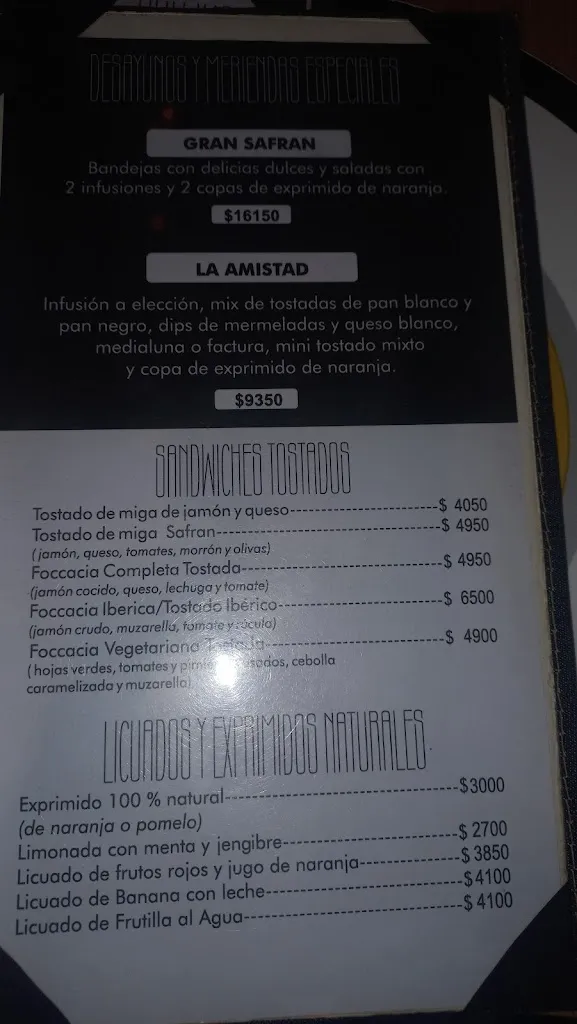 DESAYUNOS Y MERIENDAS ESPECIALES
GRAN SAFRAN
Bandejas con delicias dulces y saladas con
2 infusiones y 2 copas de exprimido de naranja.
$16150
LA AMISTAD
Infusión a elección, mix de tostadas de pan blanco y
pan negro, dips de mermeladas y queso blanco,
medialuna o factura, mini tostado mixto
y copa de exprimido de naranja.
$9350
SANDWICHES TOSTADOS
Tostado de miga de jamón y queso-------------------------$ 4050
Tostado de miga Safran--------------------------------------$ 4950
(jamón, queso, tomates, morrón y olivas)
Foccacia Completa Tostada----------------------------------$ 4950
(jamón cocido, queso, lechuga y tomate)
Foccacia Iberica/Tostado Ibérico----------------------------$ 6500
(jamón crudo, muzarella, tomate y rúcula)
Foccacia Vegetariana Tostada-------------------------------$ 4900
( hojas verdes, tomates y asados, cebolla
caramelizada y muzarella)
LICUADOS Y EXPRIMIDOS NATURALES
Exprimido 100 % natural-----------------------------------$3000
(de naranja o pomelo)
Limonada con menta y jengibre--------------------------$ 2700
Licuado de frutos rojos y jugo de naranja---------------$ 3850
Licuado de Banana con leche-----------------------------$ 4100
Licuado de Frutilla al Agua--------------------------------$ 4100